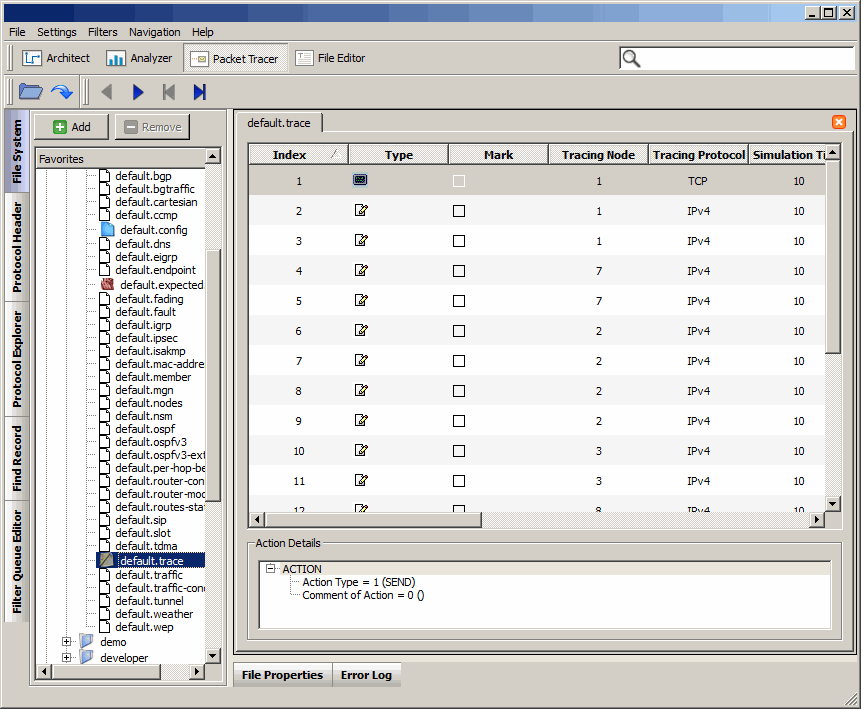 File Settings Filters Navigation Help
Architect Analyzer Packet Tracer File Editor
File System
Protocol Header
Protocol Explorer
Find Record
Filter Queue Editor
Add Remove
Favorites
default.bgp
default.bgtraffic
default.cartesian
default.ccmp
default.config
default.dns
default.eigrp
default.endpoint
default.expected.
default.fading
default.fault
default.igrp
default.ipsec
default.isakmp
default.mac-addre
default.member
default.mgn
default.nodes
default.nsm
default.ospf
default.ospfv3
default.ospfv3-ext
default.per-hop-be
default.router-con
default.router-mod
default.routes-stat
default.sip
default.slot
default.tdma
default.trace
default.traffic
default.traffic-cond
default.tunnel
default.weather
default.wep
demo
developer
default.trace
Index Type Mark Tracing Node Tracing Protocol Simulation Ti
1 1 TCP 10
2 1 IPv4 10
3 1 IPv4 10
4 7 IPv4 10
5 7 IPv4 10
6 2 IPv4 10
7 2 IPv4 10
8 2 IPv4 10
9 2 IPv4 10
10 3 IPv4 10
11 3 IPv4 10
12 8 IPv4 10
Action Details
ACTION
Action Type = 1 (SEND)
Comment of Action = 0 ()
File Properties Error Log